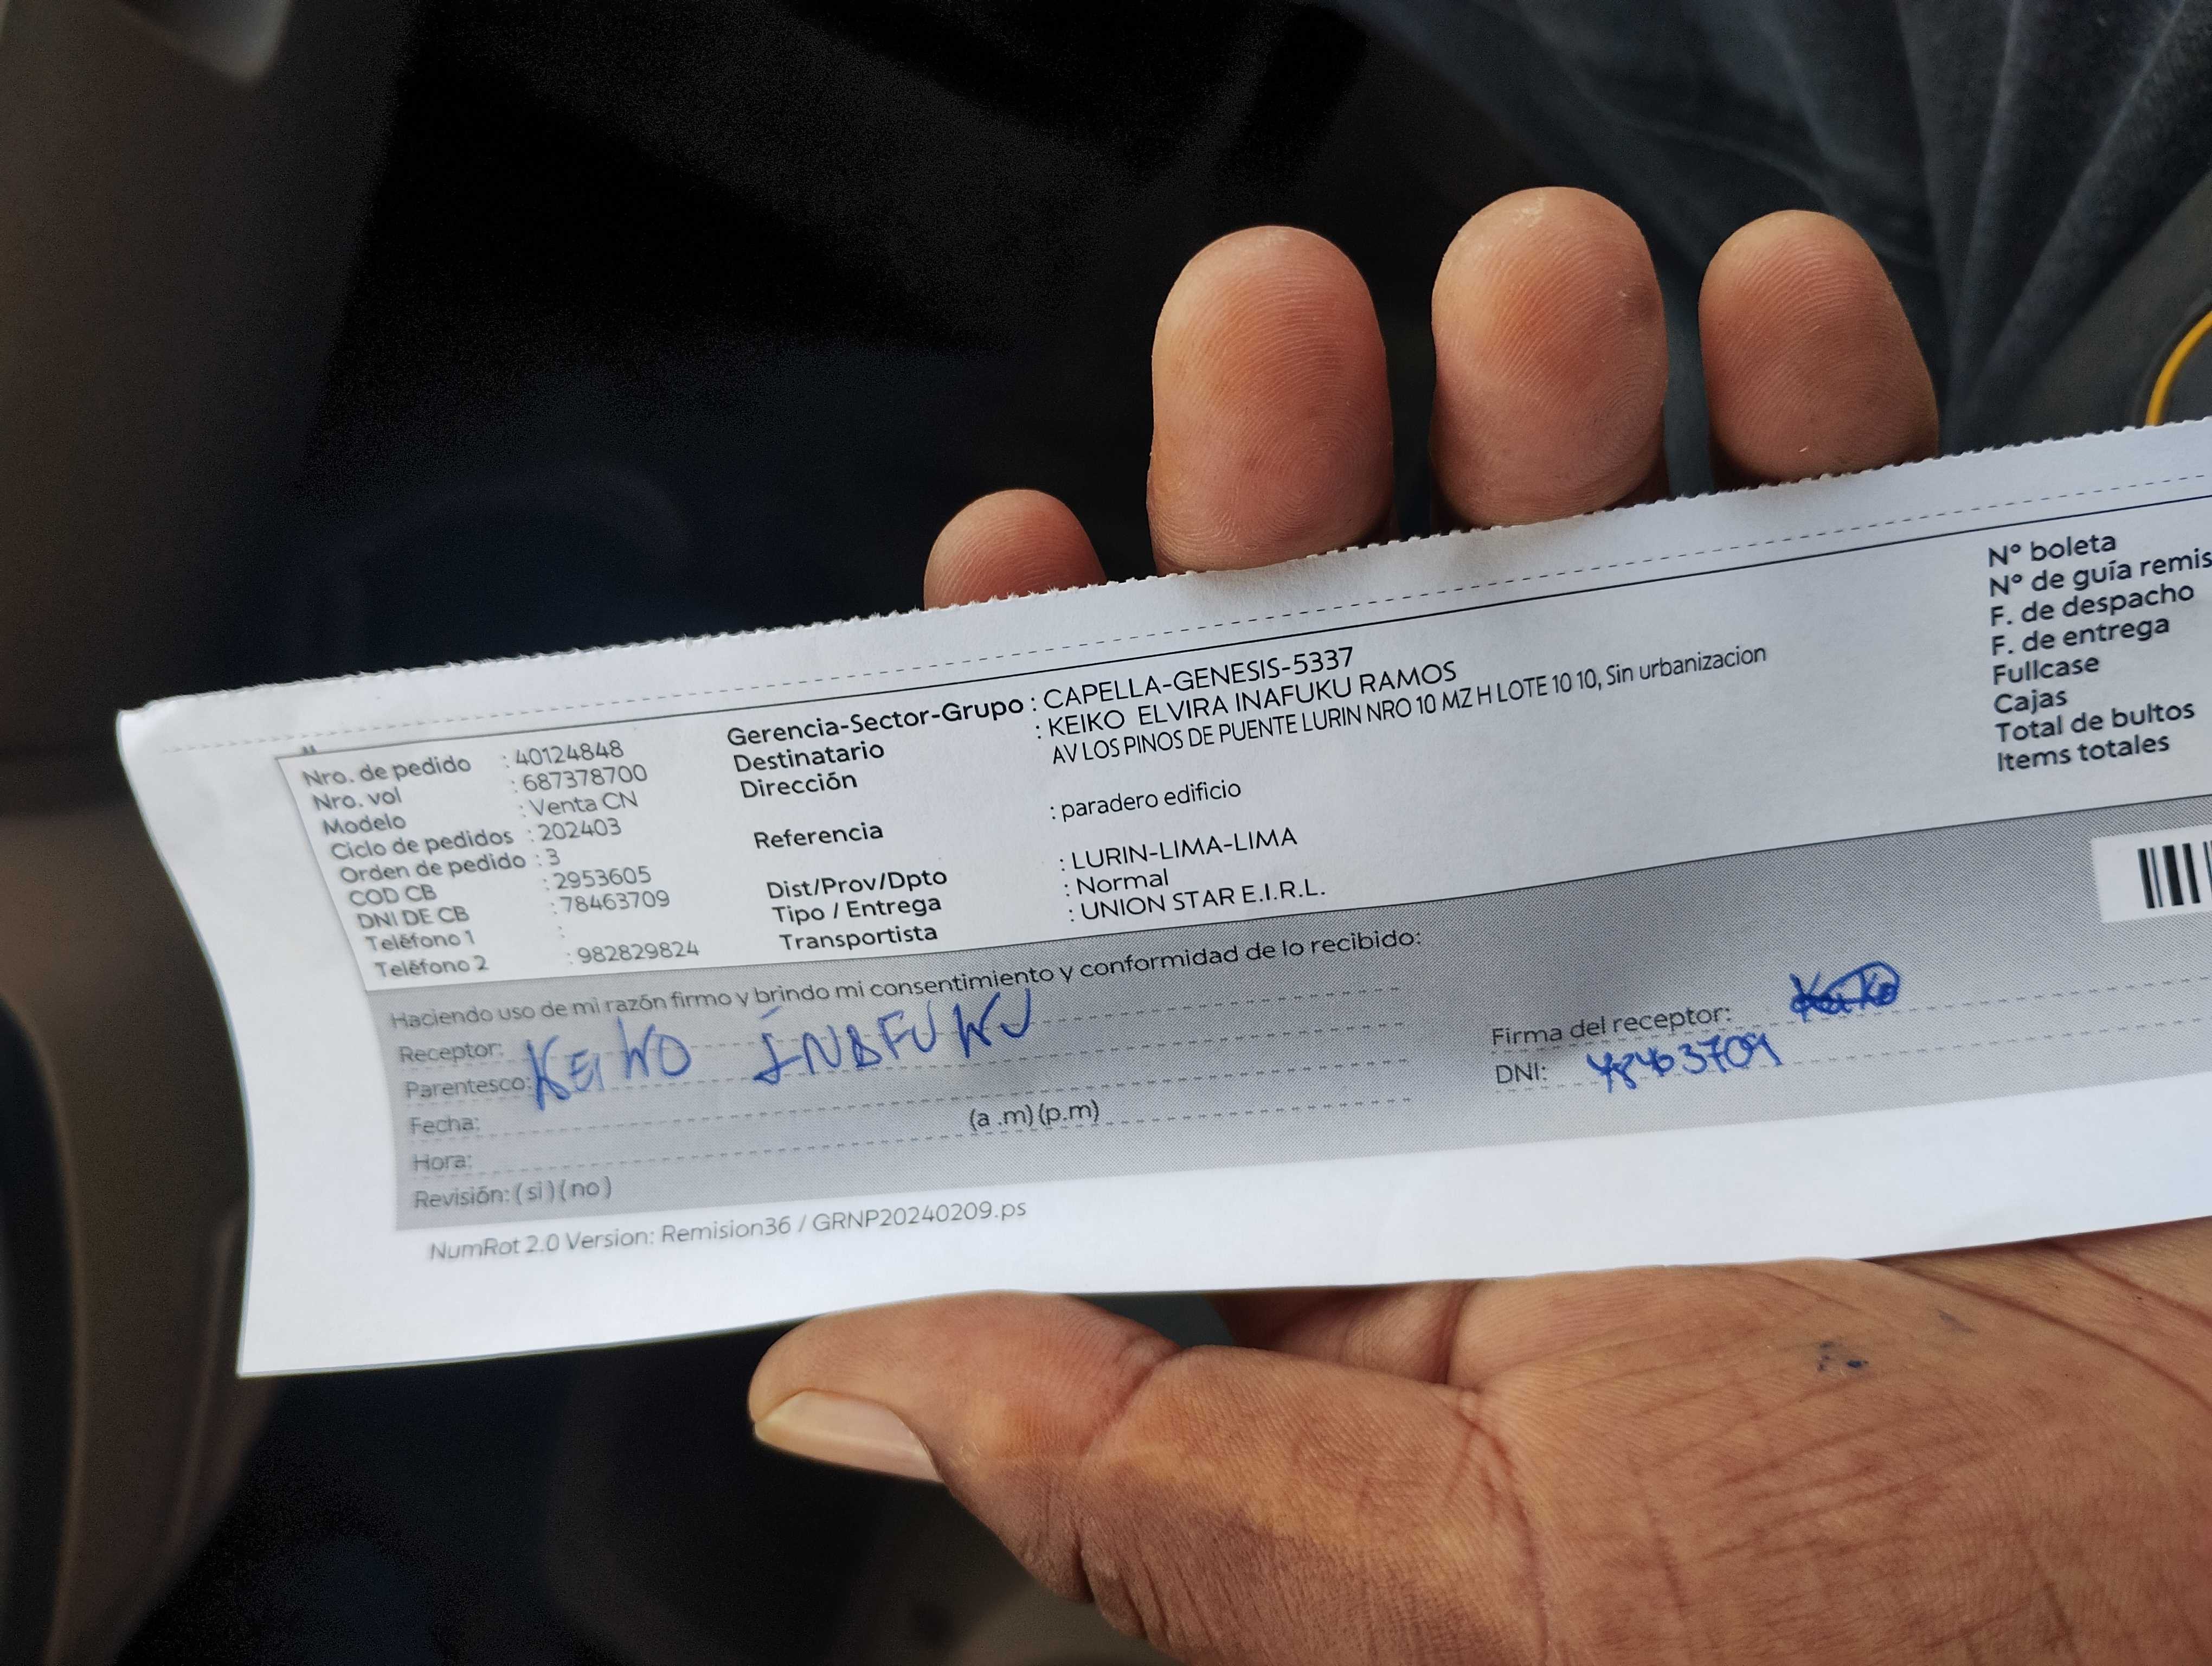 Nro. de pedido : 40124848
Nro. vol : 687378700
Modelo : Venta CN
Ciclo de pedidos : 202403
Orden de pedido : 3
COD CB : 2953605
DNI DE CB : 78463709
Teléfono 1 :
Teléfono 2 : 982829824
Gerencia-Sector-Grupo : CAPELLA-GENESIS-5337
Destinatario : KEIKO ELVIRA INAFUKU RAMOS
Dirección AV LOS PINOS DE PUENTE LURIN NRO 10 MZ H LOTE 10 10, Sin urbanizacion
Referencia : paradero edificio
Dist/Prov/Dpto : LURIN-LIMA-LIMA
Tipo / Entrega : Normal
Transportista : UNION STAR E.I.R.L.
N° boleta
N° de guía remis
F. de despacho
F. de entrega
Fullcase
Cajas
Total de bultos
Items totales
Haciendo uso de mi razón firmo y brindo mi consentimiento y conformidad de lo recibido:
Receptor: KEIKO INAFUKU
Parentesco:
Fecha:
Hora: (a .m) (p.m)
Revisión: ( si ) ( no )
Firma del receptor: Keiko
DNI: 78463709
NumRot 2.0 Version: Remision36 / GRNP20240209.ps